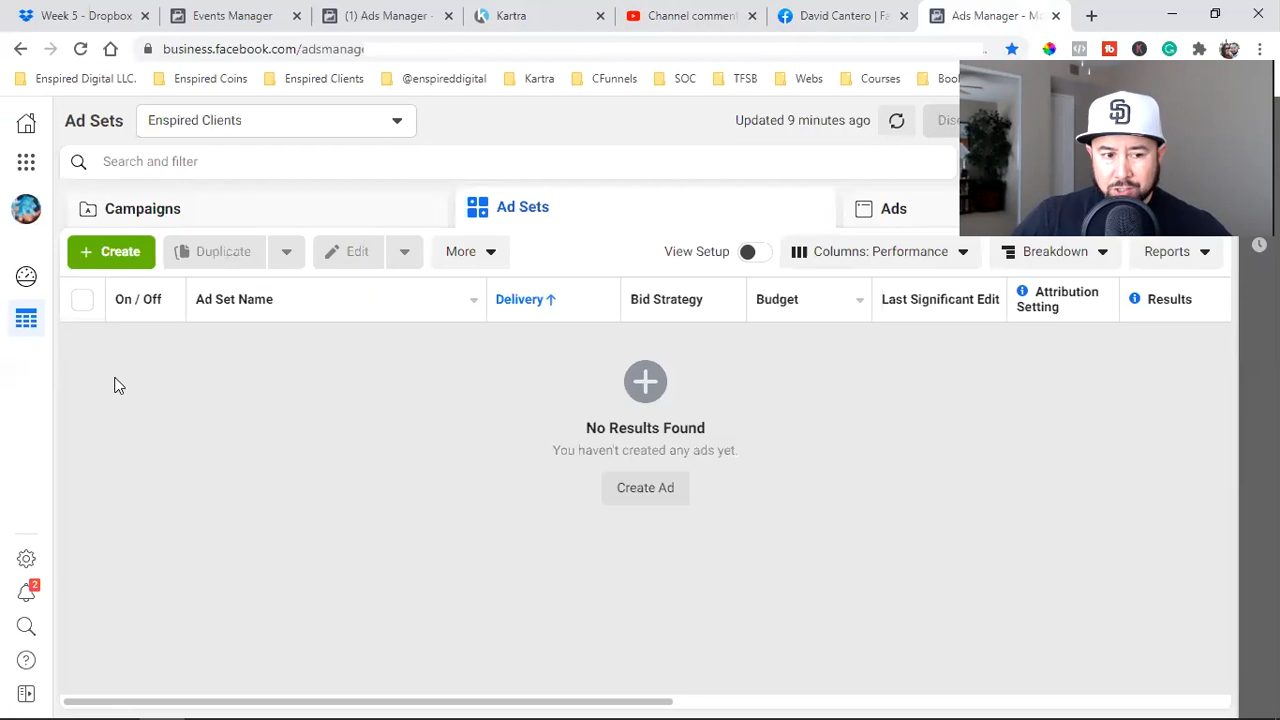 Week 5 - Dropbox
Events Manager
(1) Ads Manager -
Kartra
Channel comment
David Cantero | Fa
Ads Manager - Mo
business.facebook.com/adsmanag
Enspired Digital LLC.
Enspired Coins
Enspired Clients
@enspireddigital
Kartra
CFunnels
SOC
TFSB
Webs
Courses
Boo
Ad Sets
Enspired Clients
Updated 9 minutes ago
Disc
Search and filter
Campaigns
Ad Sets
Ads
+ Create
Duplicate
Edit
More
View Setup
Columns: Performance
Breakdown
Reports
On / Off
Ad Set Name
Delivery ↑
Bid Strategy
Budget
Last Significant Edit
Attribution
Setting
Results
No Results Found
You haven't created any ads yet.
Create Ad
2